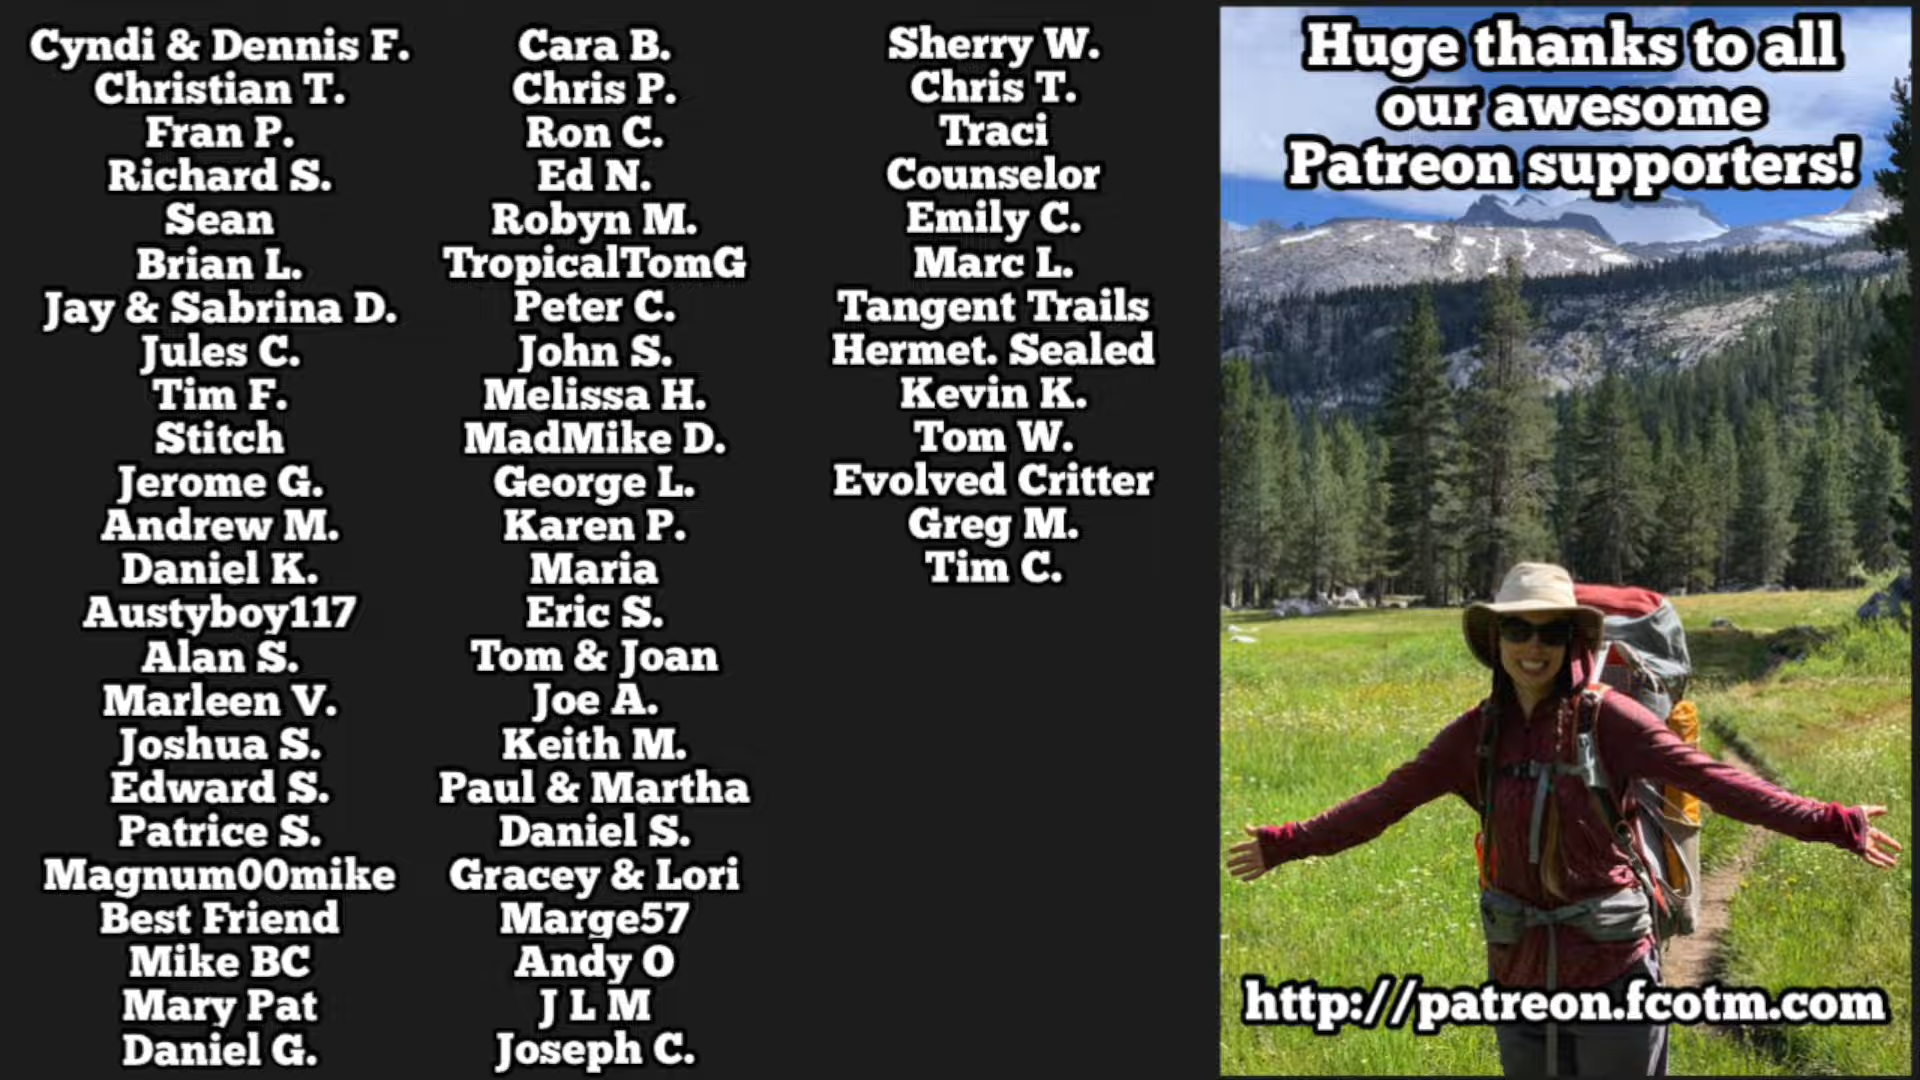 Cyndi & Dennis F.
Christian T.
Fran P.
Richard S.
Sean
Brian L.
Jay & Sabrina D.
Jules C.
Tim F.
Stitch
Jerome G.
Andrew M.
Daniel K.
Austyboy117
Alan S.
Marleen V.
Joshua S.
Edward S.
Patrice S.
Magnum00mike
Best Friend
Mike BC
Mary Pat
Daniel G.
Cara B.
Chris P.
Ron C.
Ed N.
Robyn M.
TropicalTomG
Peter C.
John S.
Melissa H.
MadMike D.
George L.
Karen P.
Maria
Eric S.
Tom & Joan
Joe A.
Keith M.
Paul & Martha
Daniel S.
Gracey & Lori
Marge57
Andy O
J L M
Joseph C.
Sherry W.
Chris T.
Traci
Counselor
Emily C.
Marc L.
Tangent Trails
Hermet. Sealed
Kevin K.
Tom W.
Evolved Critter
Greg M.
Tim C.
Huge thanks to all
our awesome
Patreon supporters!
http://patreon.fcotm.com